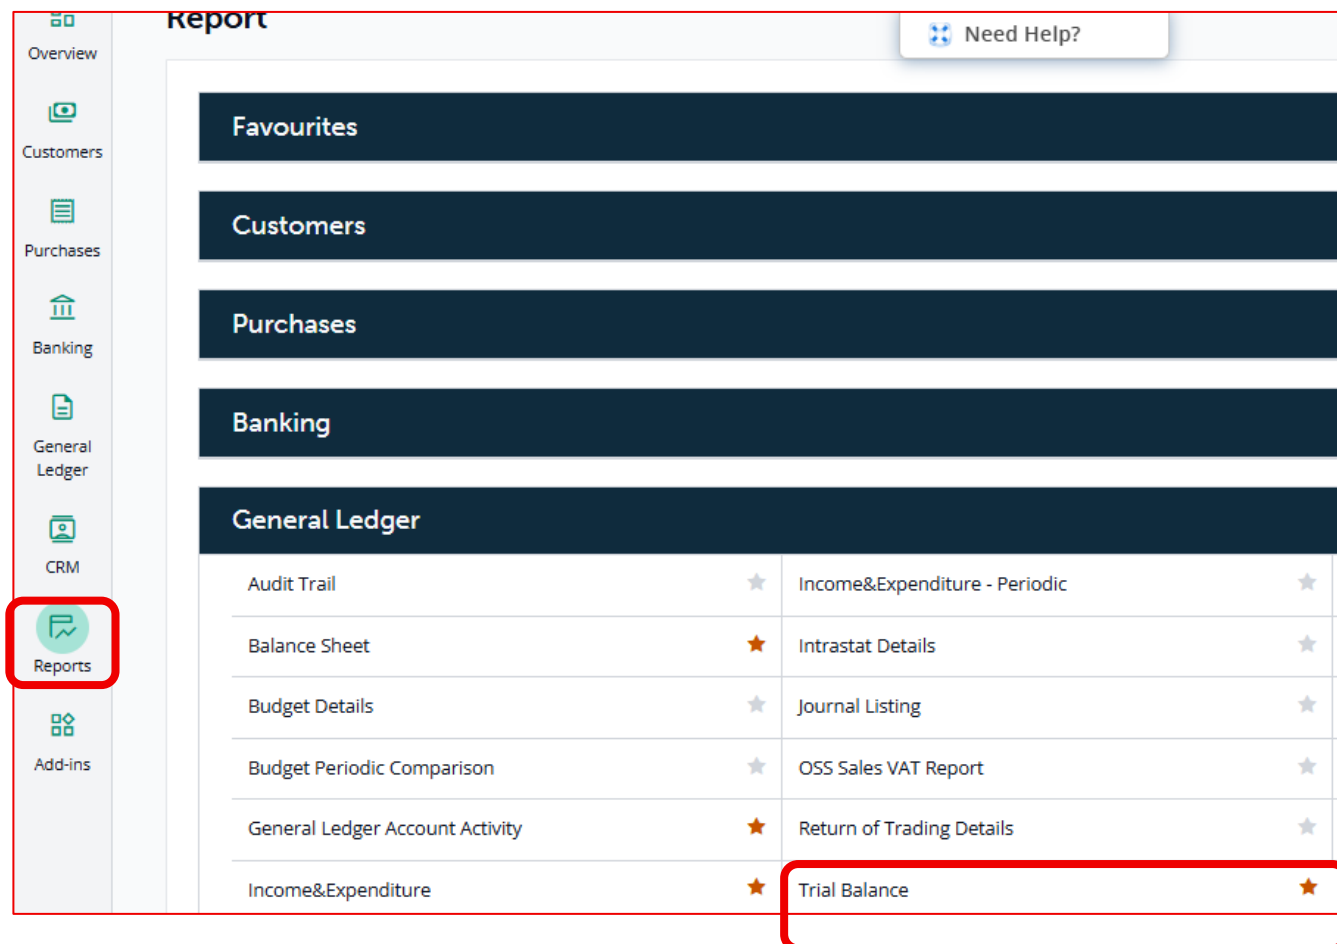 Report
Need Help?
Overview
Customers
Purchases
Banking
General
Ledger
CRM
Reports
Add-ins
Favourites
Customers
Purchases
Banking
General Ledger
Audit Trail
Income&Expenditure - Periodic
Balance Sheet
Intrastat Details
Budget Details
Journal Listing
Budget Periodic Comparison
OSS Sales VAT Report
General Ledger Account Activity
Return of Trading Details
Income&Expenditure
Trial Balance